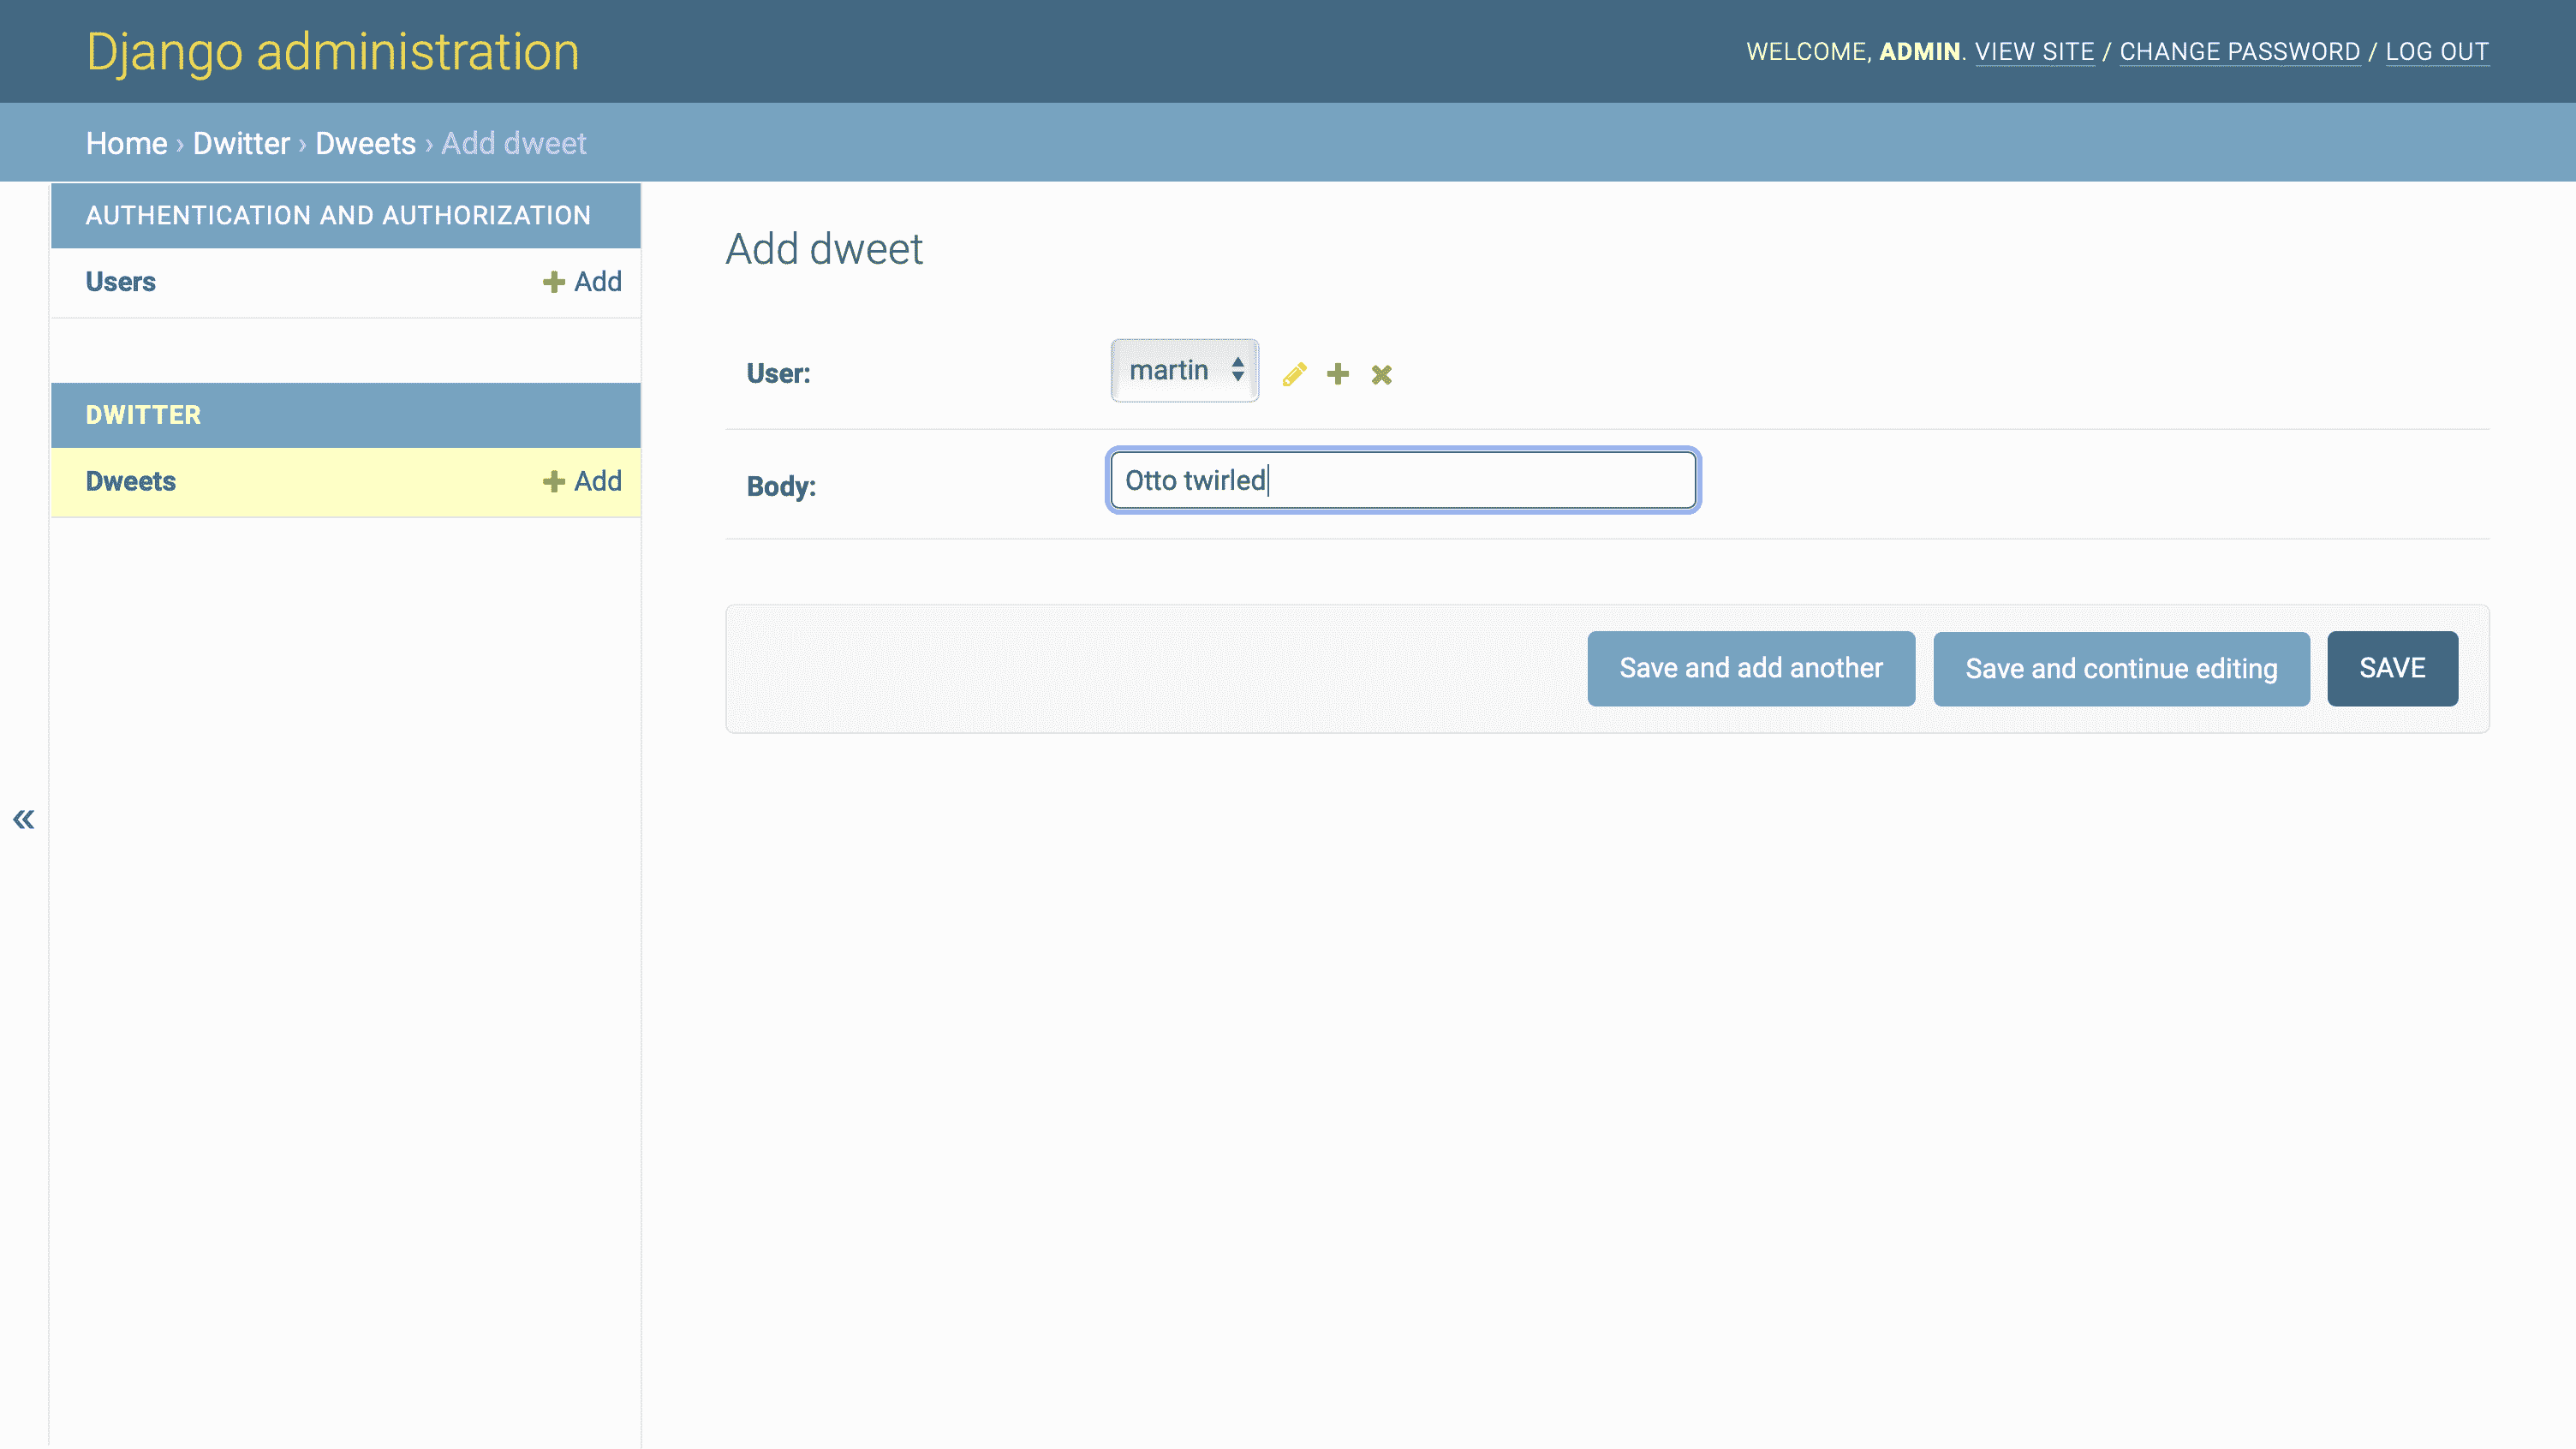 Django administration
WELCOME, ADMIN. VIEW SITE / CHANGE PASSWORD / LOG OUT
Home › Dwitter › Dweets › Add dweet
AUTHENTICATION AND AUTHORIZATION
Users
Add
DWITTER
Dweets
Add
«
Add dweet
User:
martin
Body:
Otto twirled
Save and add another
Save and continue editing
SAVE